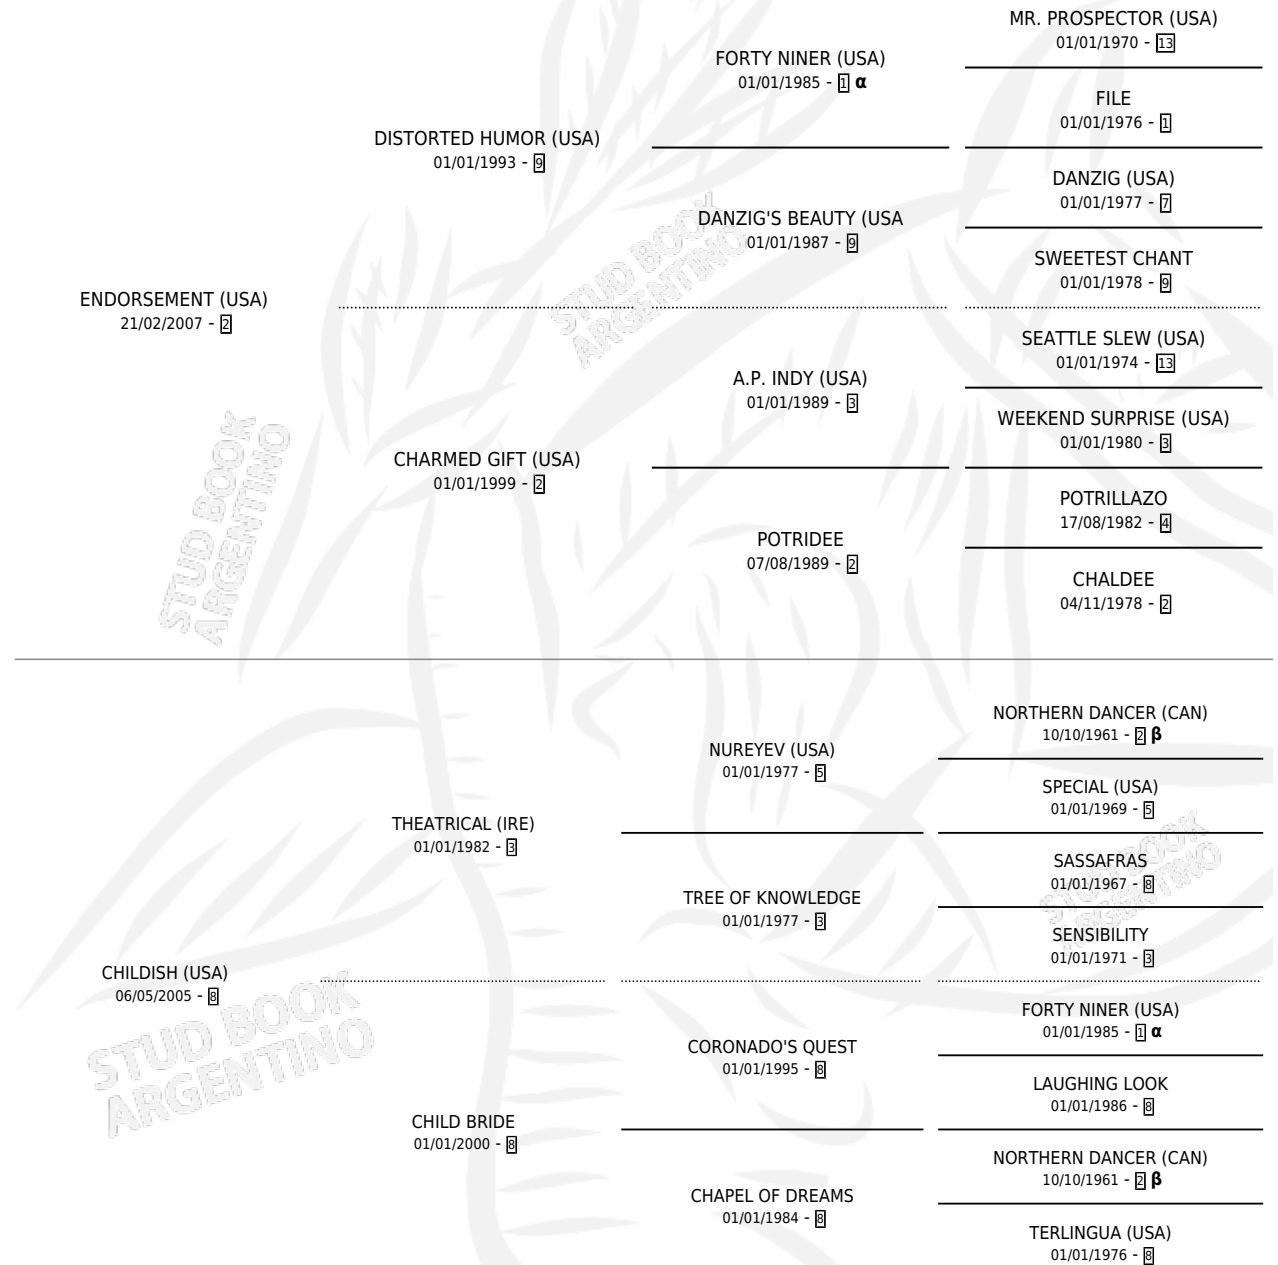 MR. PROSPECTOR (USA)
01/01/1970 - 13
FORTY NINER (USA)
01/01/1985 - 1 α
FILE
01/01/1976 - 1
DISTORTED HUMOR (USA)
01/01/1993 - 9
DANZIG (USA)
01/01/1977 - 7
DANZIG'S BEAUTY (USA
01/01/1987 - 9
SWEETEST CHANT
01/01/1978 - 9
ENDORSEMENT (USA)
21/02/2007 - 2
SEATTLE SLEW (USA)
01/01/1974 - 13
A.P. INDY (USA)
01/01/1989 - 3
WEEKEND SURPRISE (USA)
01/01/1980 - 3
CHARMED GIFT (USA)
01/01/1999 - 2
POTRILLAZO
17/08/1982 - 4
POTRIDEE
07/08/1989 - 2
CHALDEE
04/11/1978 - 2
NORTHERN DANCER (CAN)
10/10/1961 - 2 β
NUREYEV (USA)
01/01/1977 - 5
SPECIAL (USA)
01/01/1969 - 5
THEATRICAL (IRE)
01/01/1982 - 3
SASSAFRAS
01/01/1967 - 8
TREE OF KNOWLEDGE
01/01/1977 - 3
SENSIBILITY
01/01/1971 - 3
CHILDISH (USA)
06/05/2005 - 8
FORTY NINER (USA)
01/01/1985 - 1 α
CORONADO'S QUEST
01/01/1995 - 8
LAUGHING LOOK
01/01/1986 - 8
CHILD BRIDE
01/01/2000 - 8
NORTHERN DANCER (CAN)
10/10/1961 - 2 β
CHAPEL OF DREAMS
01/01/1984 - 8
TERLINGUA (USA)
01/01/1976 - 8
STUD BOOK
ARGENTINO
STUD BOOK
ARGENTINO
STUD BOOK
ARGENTINO
STUD BOOK
ARGENTINO